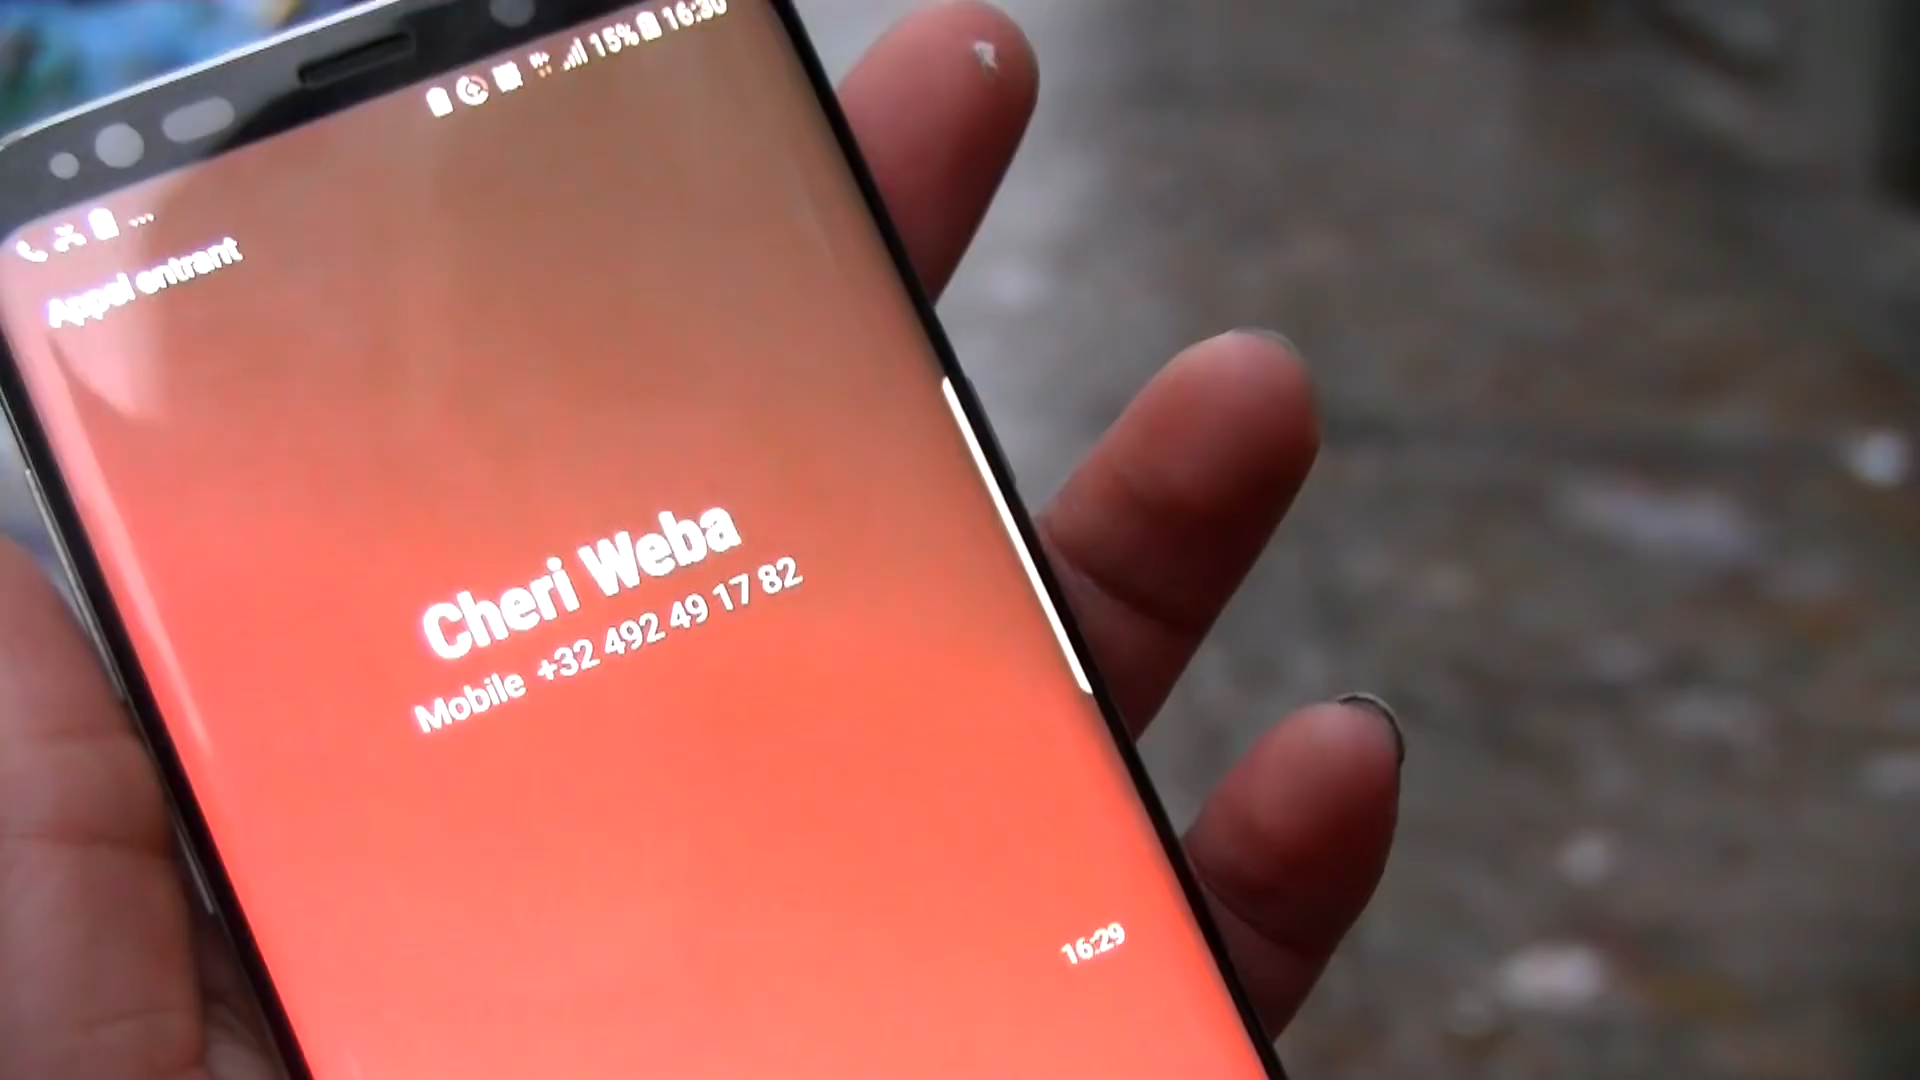 15% 16:30
Appel entrant
Cheri Weba
Mobile +32 492 49 17 82
16:29